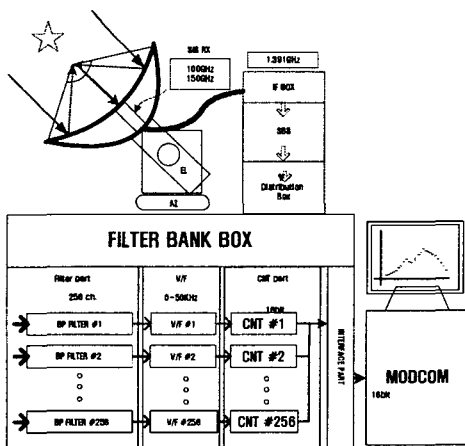 SIS RX
100GHz
150GHz
1.391GHz
IF BOX
SBS
Distribution
Box
EL
AZ
FILTER BANK BOX
Filter part
256 ch.
V/F
0-50KHz
CNT part
16bit
BP FILTER #1
V/F #1
CNT #1
BP FILTER #2
V/F #2
CNT #2
BP FILTER #256
V/F #256
CNT #256
INTERFACE PART
MODCOM
16bit